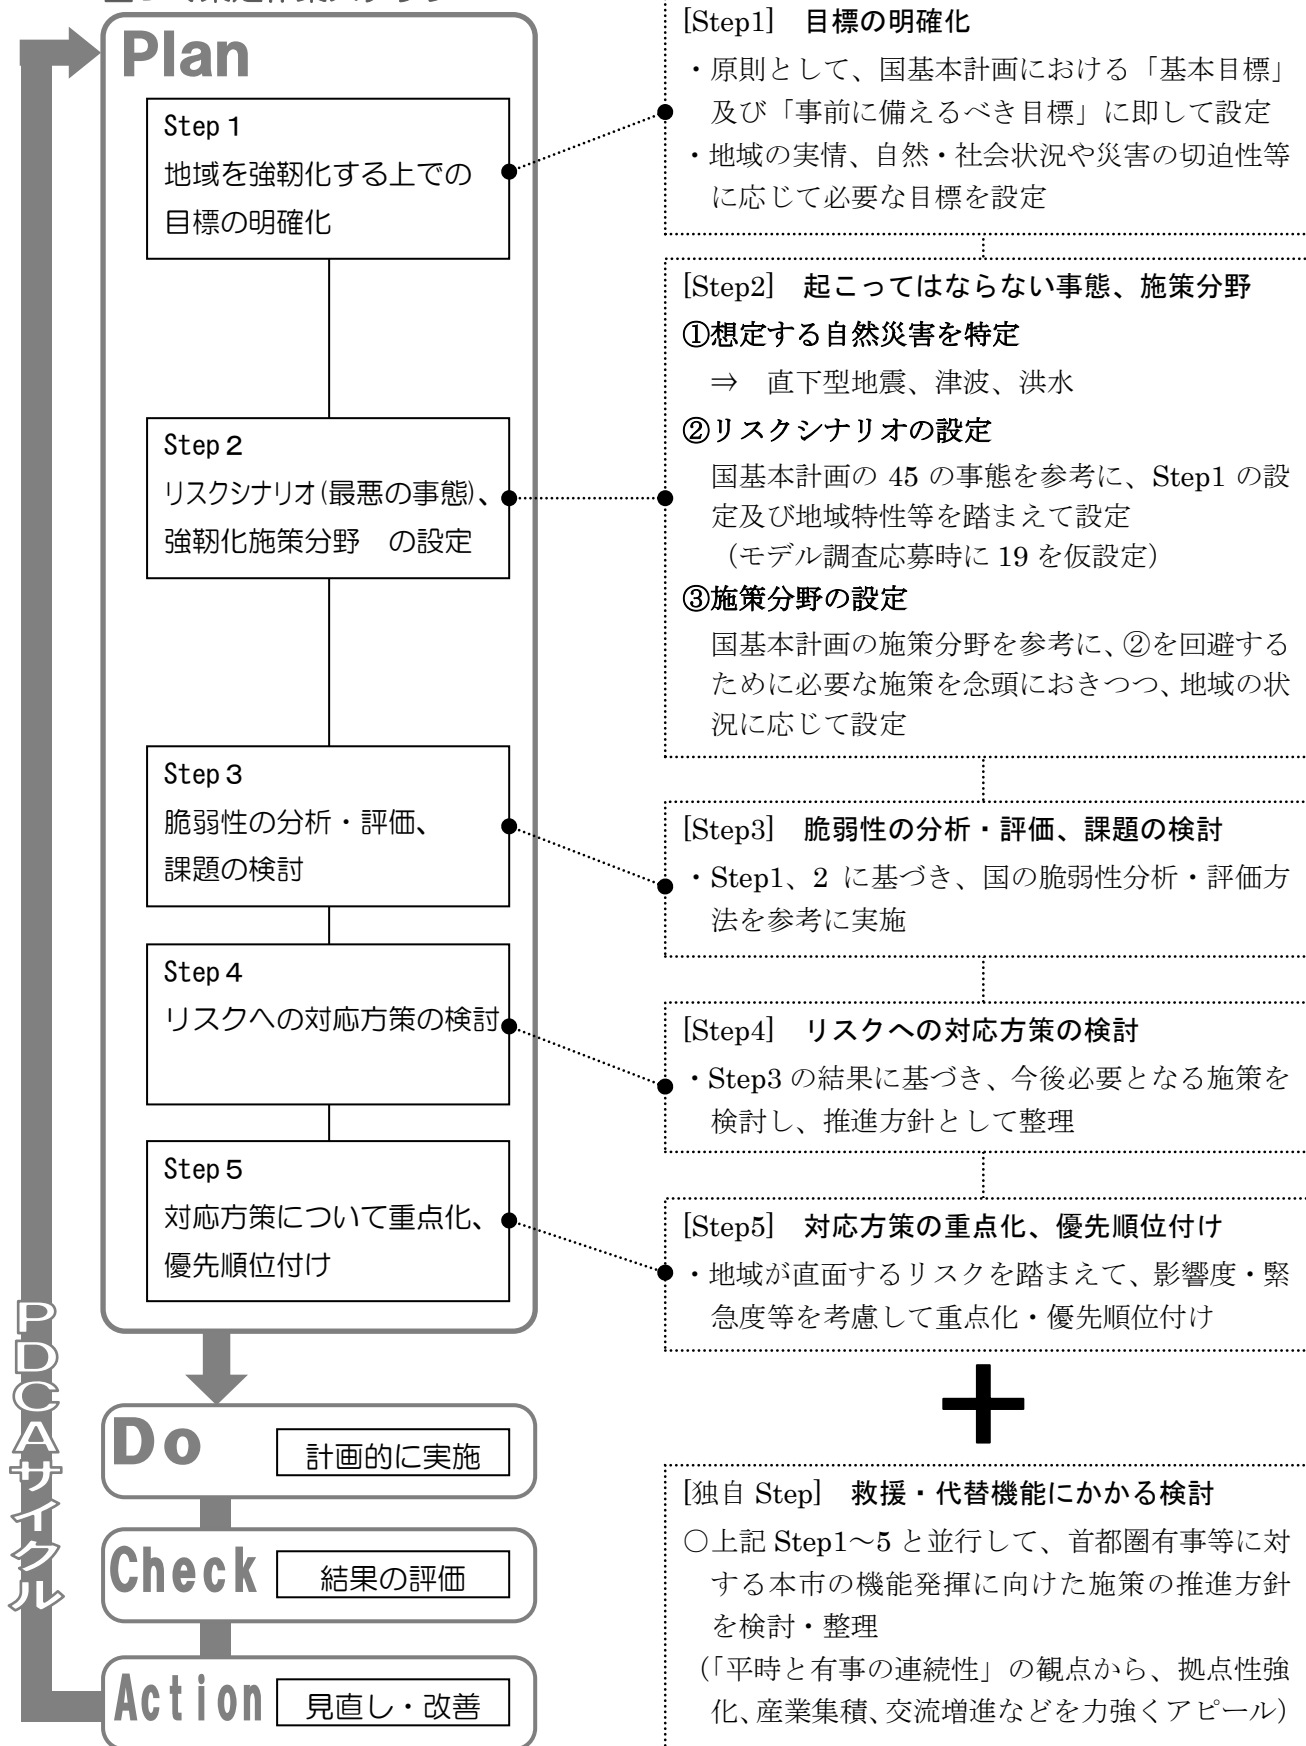 Plan
Step 1
地域を強靭化する上での
目標の明確化
Step 2
リスクシナリオ(最悪の事態)、
強靭化施策分野　の設定
Step 3
脆弱性の分析・評価、
課題の検討
Step 4
リスクへの対応方策の検討
Step 5
対応方策について重点化、
優先順位付け
Do
計画的に実施
Check
結果の評価
Action
見直し・改善
PDCAサイクル
[Step1]　目標の明確化
・原則として、国基本計画における「基本目標」
及び「事前に備えるべき目標」に即して設定
・地域の実情、自然・社会状況や災害の切迫性等
に応じて必要な目標を設定
[Step2]　起こってはならない事態、施策分野
①想定する自然災害を特定
⇒　直下型地震、津波、洪水
②リスクシナリオの設定
国基本計画の 45 の事態を参考に、Step1 の設
定及び地域特性等を踏まえて設定
（モデル調査応募時に 19 を仮設定）
③施策分野の設定
国基本計画の施策分野を参考に、②を回避する
ために必要な施策を念頭におきつつ、地域の状
況に応じて設定
[Step3]　脆弱性の分析・評価、課題の検討
・Step1、2 に基づき、国の脆弱性分析・評価方
法を参考に実施
[Step4]　リスクへの対応方策の検討
・Step3 の結果に基づき、今後必要となる施策を
検討し、推進方針として整理
[Step5]　対応方策の重点化、優先順位付け
・地域が直面するリスクを踏まえて、影響度・緊
急度等を考慮して重点化・優先順位付け
＋
[独自 Step]　救援・代替機能にかかる検討
○上記 Step1～5 と並行して、首都圏有事等に対
する本市の機能発揮に向けた施策の推進方針
を検討・整理
（「平時と有事の連続性」の観点から、拠点性強
化、産業集積、交流増進などを力強くアピール）